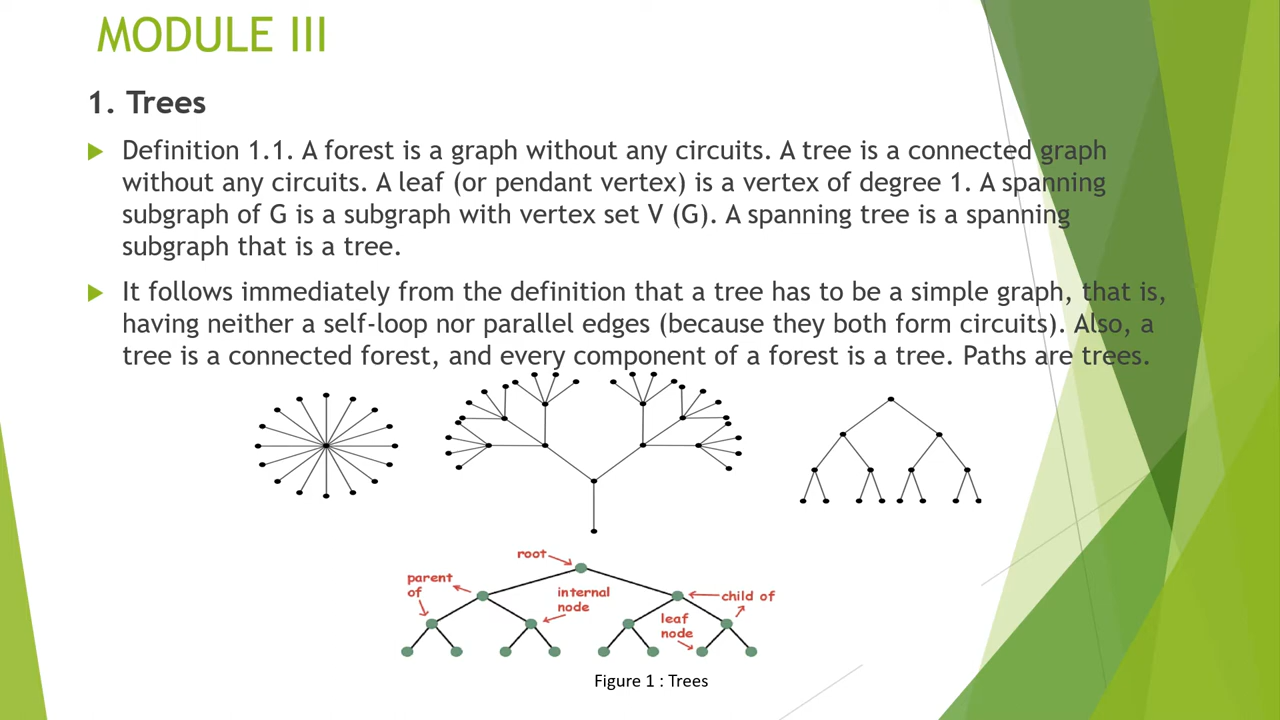 MODULE III
1. Trees
Definition 1.1. A forest is a graph without any circuits. A tree is a connected graph
without any circuits. A leaf (or pendant vertex) is a vertex of degree 1. A spanning
subgraph of G is a subgraph with vertex set V (G). A spanning tree is a spanning
subgraph that is a tree.
It follows immediately from the definition that a tree has to be a simple graph, that is,
having neither a self-loop nor parallel edges (because they both form circuits). Also, a
tree is a connected forest, and every component of a forest is a tree. Paths are trees.
root
parent
of
internal
node
child of
leaf
node
Figure 1 : Trees